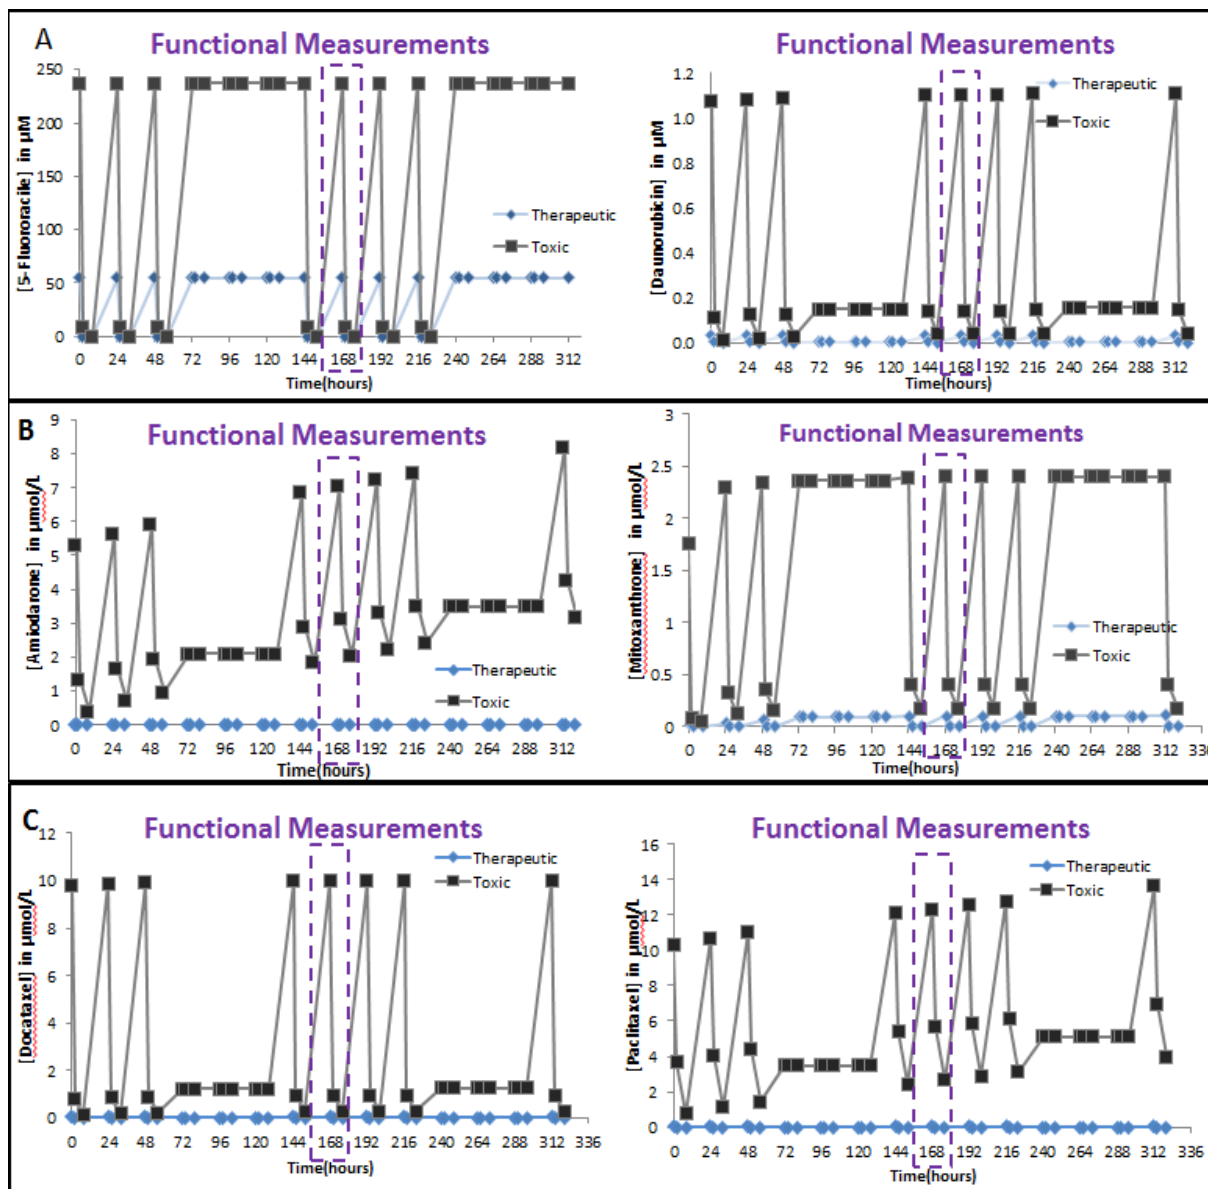 A
Functional Measurements
250
200
150
100
50
0
[5-Fluororacile] in µM
Therapeutic
Toxic
0 24 48 72 96 120 144 168 192 216 240 264 288 312
Time(hours)
Functional Measurements
1.2
1.0
0.8
0.6
0.4
0.2
0.0
[Daunorubicin] in µM
Therapeutic
Toxic
0 24 48 72 96 120 144 168 192 216 240 264 288 312
Time(hours)
B
Functional Measurements
9
8
7
6
5
4
3
2
1
0
[Amiodarone] in µmol/L
Therapeutic
Toxic
0 24 48 72 96 120 144 168 192 216 240 264 288 312
Time(hours)
Functional Measurements
3
2.5
2
1.5
1
0.5
0
[Mitoxanthrone] in µmol/L
Therapeutic
Toxic
0 24 48 72 96 120 144 168 192 216 240 264 288 312 336
Time(hours)
C
Functional Measurements
12
10
8
6
4
2
0
[Docataxel] in µmol/L
Therapeutic
Toxic
0 24 48 72 96 120 144 168 192 216 240 264 288 312 336
Time(hours)
Functional Measurements
16
14
12
10
8
6
4
2
0
[Paclitaxel] in µmol/L
Therapeutic
Toxic
0 24 48 72 96 120 144 168 192 216 240 264 288 312 336
Time(hours)